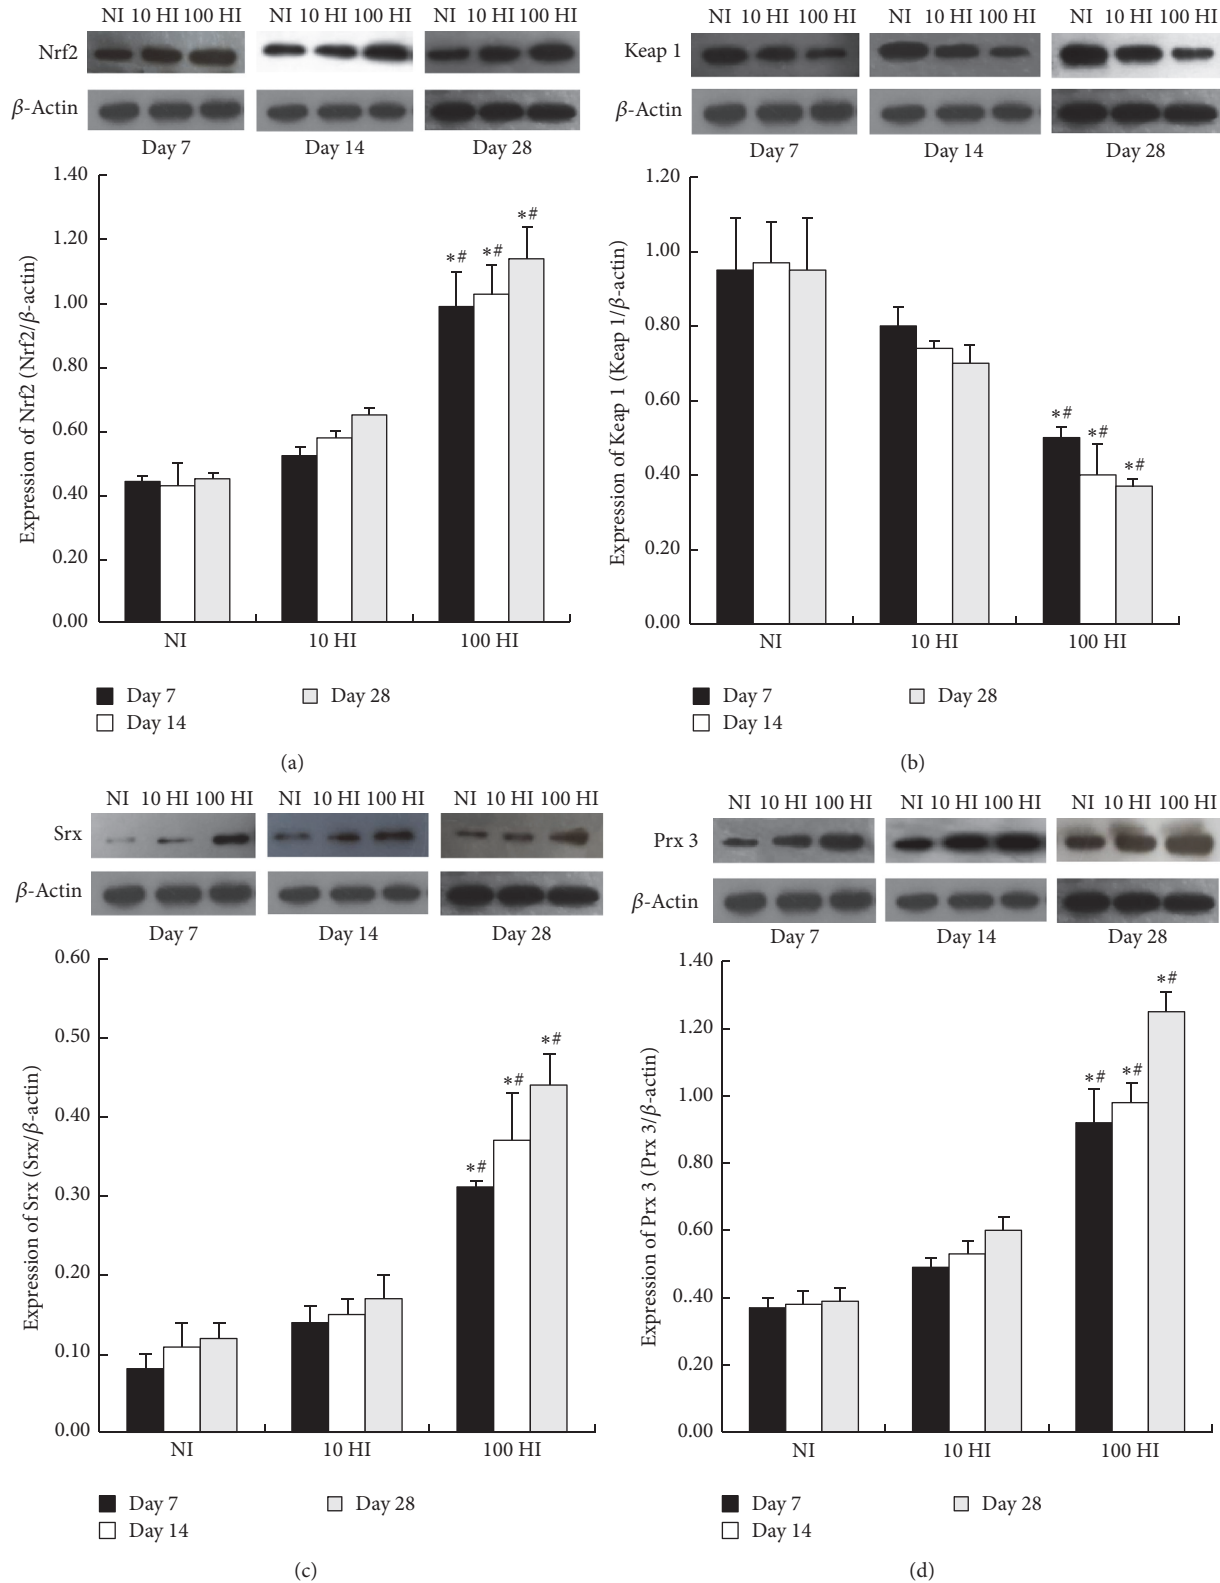 NI 10 HI 100 HI NI 10 HI 100 HI NI 10 HI 100 HI
Nrf2
β-Actin
Day 7 Day 14 Day 28
1.40
1.20
1.00
0.80
0.60
0.40
0.20
0.00
Expression of Nrf2 (Nrf2/β-actin)
*# *# *#
NI 10 HI 100 HI
Day 7 Day 28
Day 14
(a)
NI 10 HI 100 HI NI 10 HI 100 HI NI 10 HI 100 HI
Keap 1
β-Actin
Day 7 Day 14 Day 28
1.20
1.00
0.80
0.60
0.40
0.20
0.00
Expression of Keap 1 (Keap 1/β-actin)
*# *# *#
NI 10 HI 100 HI
Day 7 Day 28
Day 14
(b)
NI 10 HI 100 HI NI 10 HI 100 HI NI 10 HI 100 HI
Srx
β-Actin
Day 7 Day 14 Day 28
0.60
0.50
0.40
0.30
0.20
0.10
0.00
Expression of Srx (Srx/β-actin)
*# *# *#
NI 10 HI 100 HI
Day 7 Day 28
Day 14
(c)
NI 10 HI 100 HI NI 10 HI 100 HI NI 10 HI 100 HI
Prx 3
β-Actin
Day 7 Day 14 Day 28
1.40
1.20
1.00
0.80
0.60
0.40
0.20
0.00
Expression of Prx 3 (Prx 3/β-actin)
*# *# *#
NI 10 HI 100 HI
Day 7 Day 28
Day 14
(d)